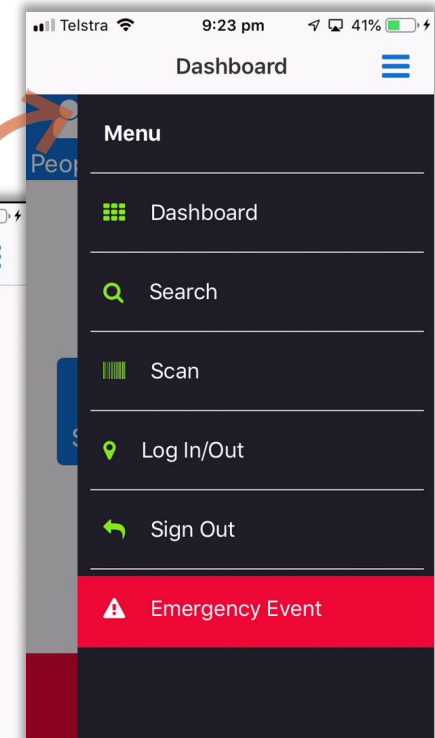 Telstra 9:23 pm 41%
Dashboard
Menu
Dashboard
Search
Scan
Log In/Out
Sign Out
Emergency Event